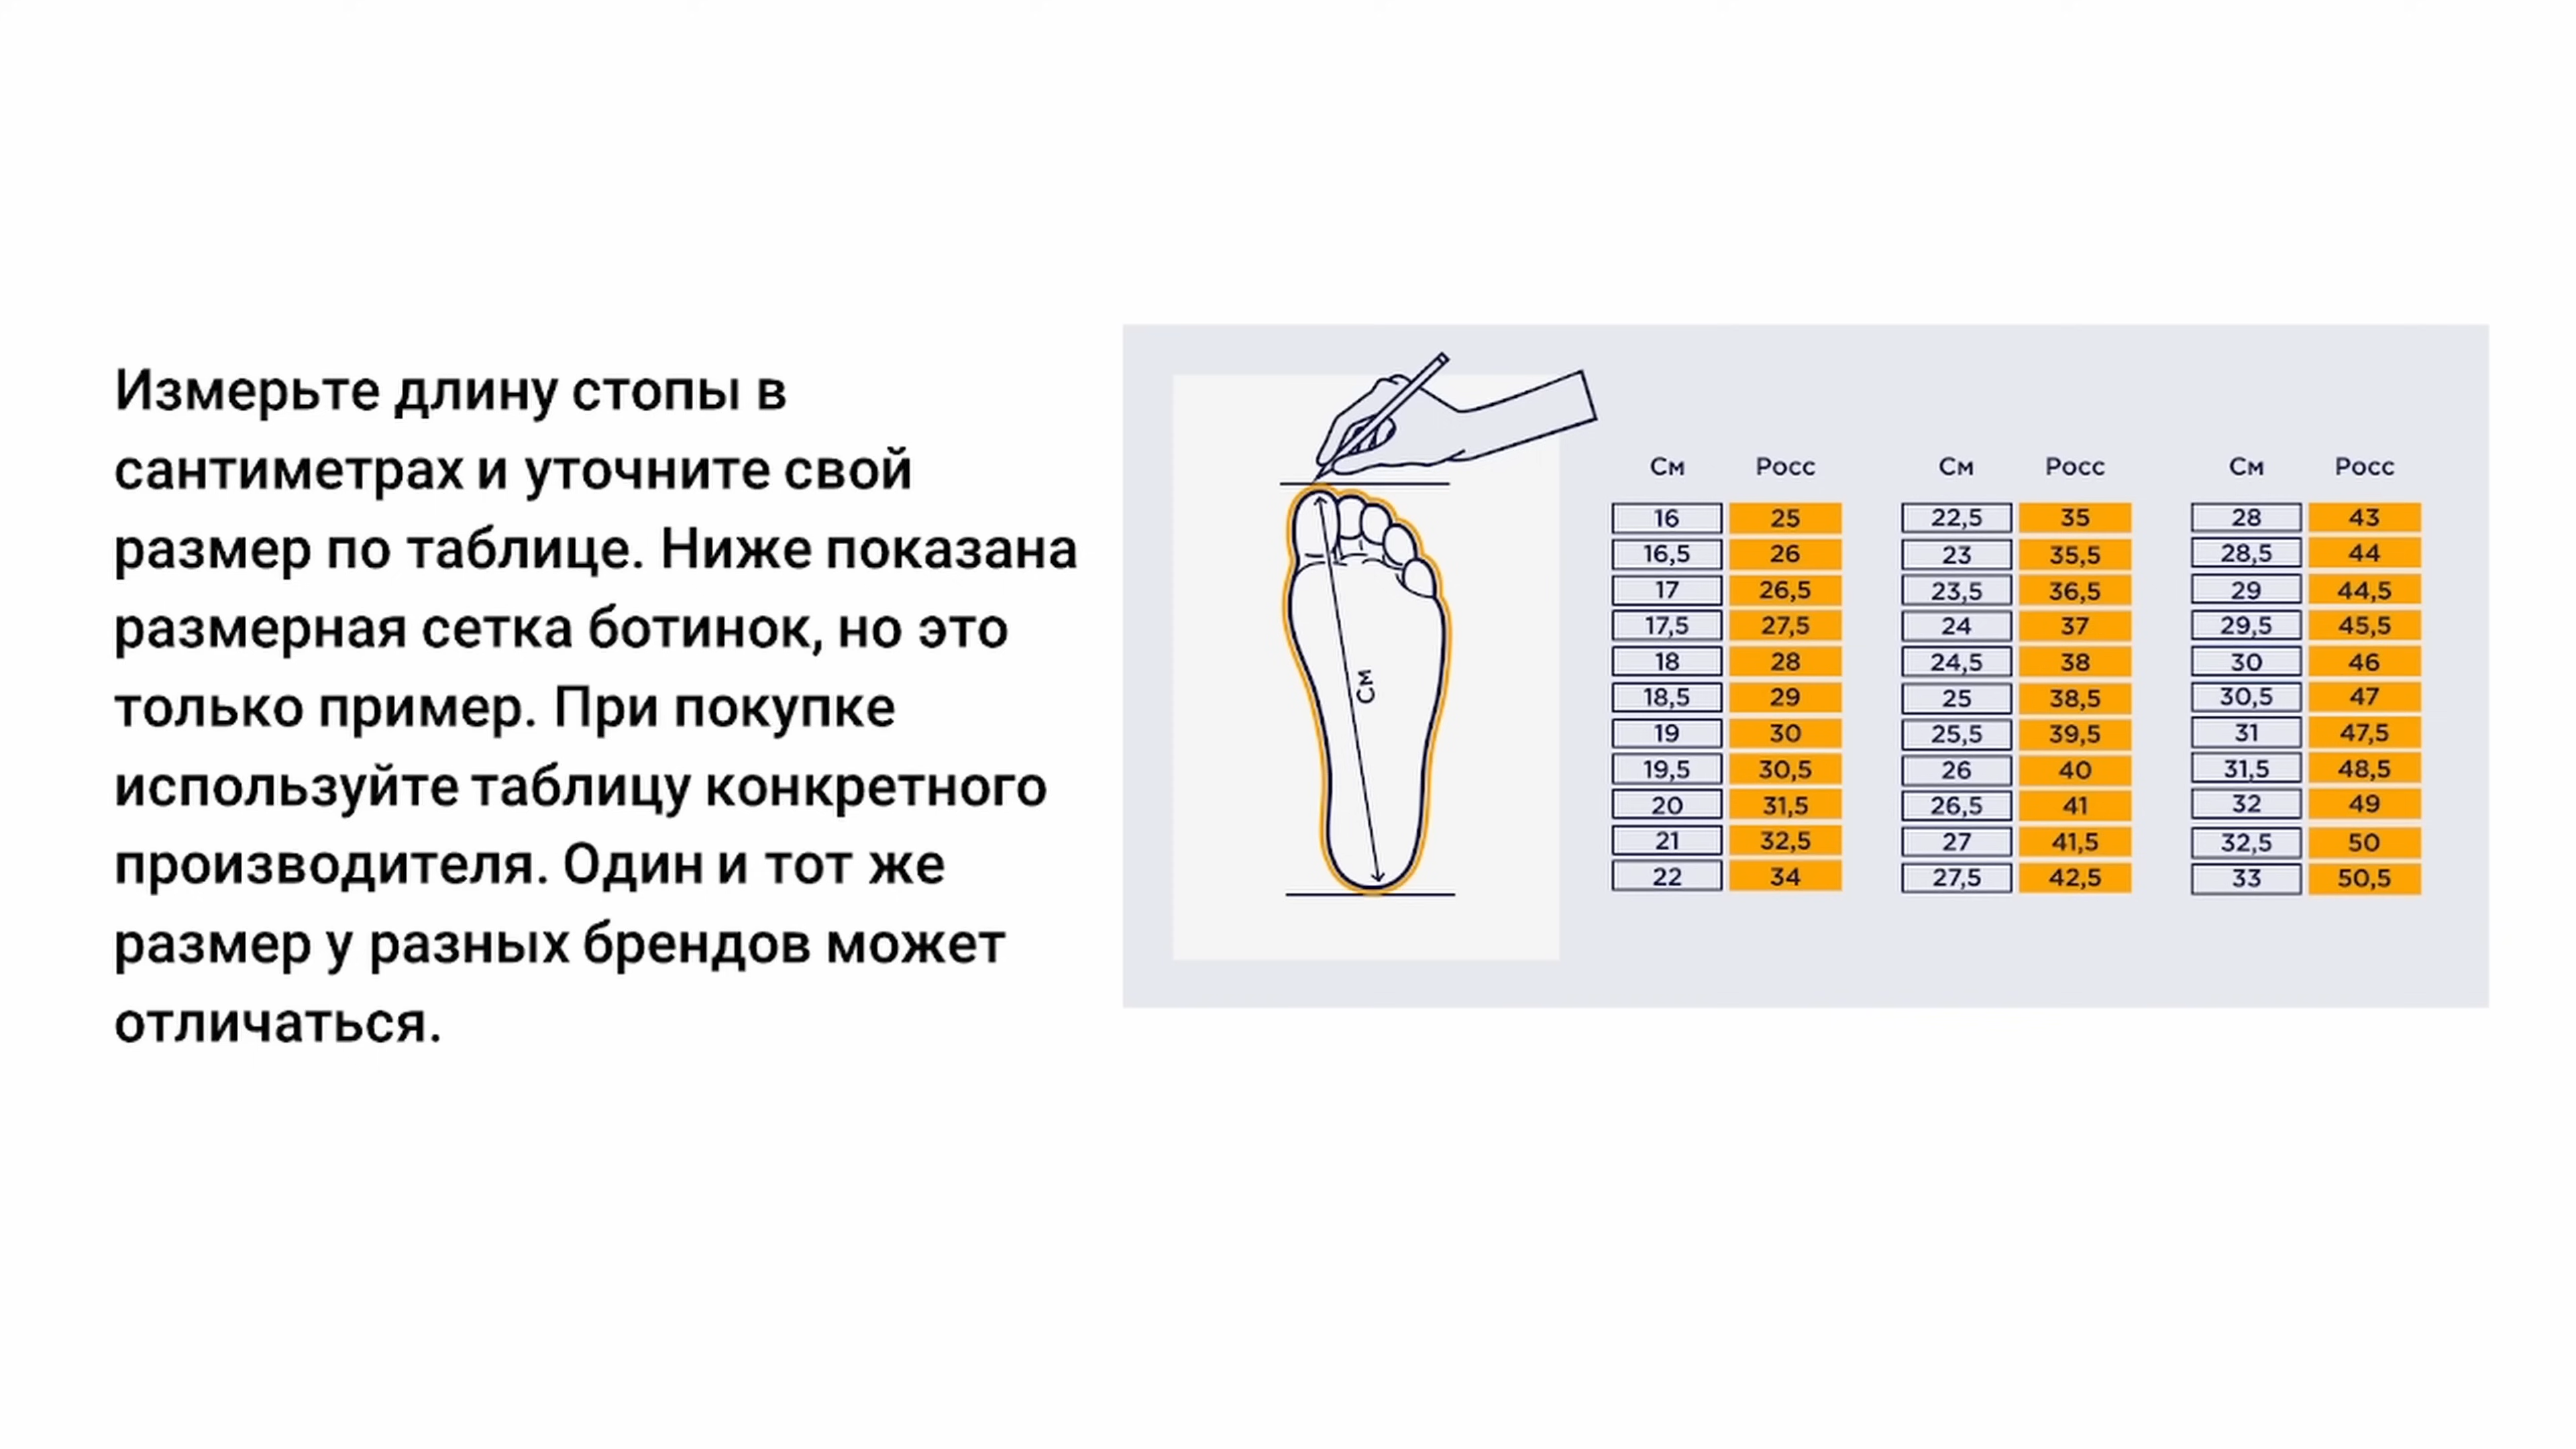 Измерьте длину стопы в
сантиметрах и уточните свой
размер по таблице. Ниже показана
размерная сетка ботинок, но это
только пример. При покупке
используйте таблицу конкретного
производителя. Один и тот же
размер у разных брендов может
отличаться.
См
См Росс См Росс См Росс
16 25 22,5 35 28 43
16,5 26 23 35,5 28,5 44
17 26,5 23,5 36,5 29 44,5
17,5 27,5 24 37 29,5 45,5
18 28 24,5 38 30 46
18,5 29 25 38,5 30,5 47
19 30 25,5 39,5 31 47,5
19,5 30,5 26 40 31,5 48,5
20 31,5 26,5 41 32 49
21 32,5 27 41,5 32,5 50
22 34 27,5 42,5 33 50,5